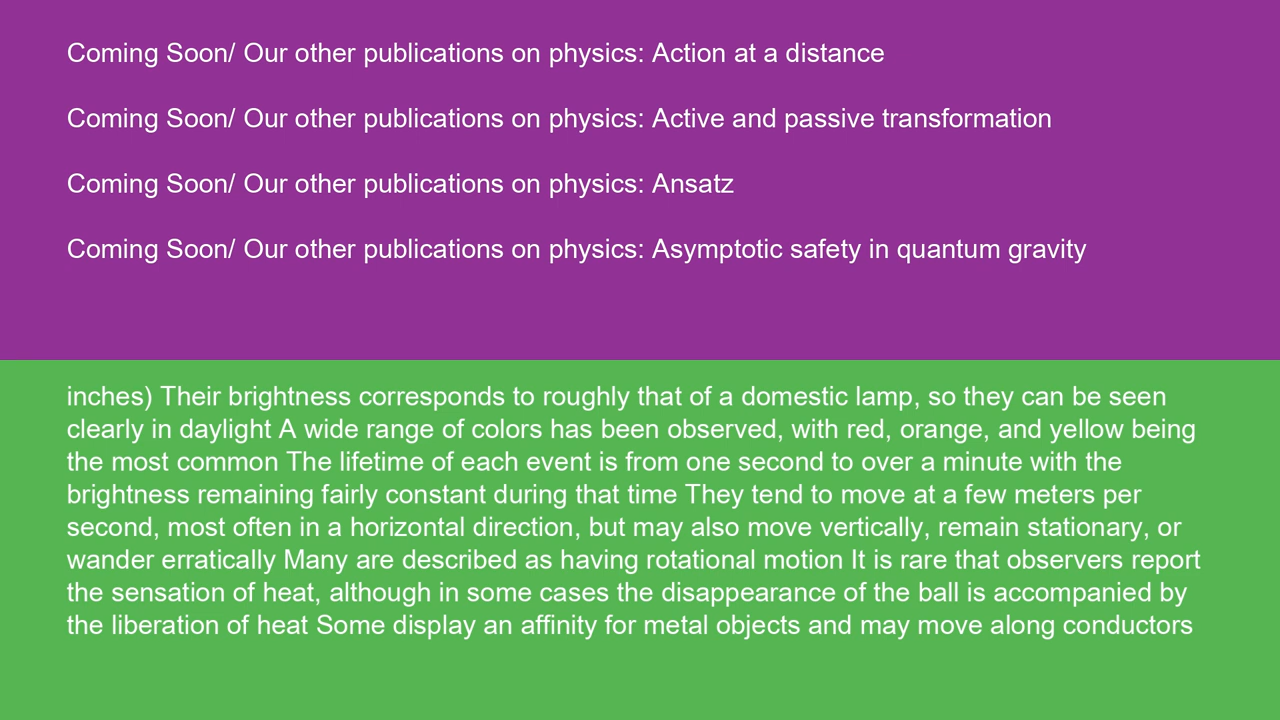 Coming Soon/ Our other publications on physics: Action at a distance
Coming Soon/ Our other publications on physics: Active and passive transformation
Coming Soon/ Our other publications on physics: Ansatz
Coming Soon/ Our other publications on physics: Asymptotic safety in quantum gravity
inches) Their brightness corresponds to roughly that of a domestic lamp, so they can be seen
clearly in daylight A wide range of colors has been observed, with red, orange, and yellow being
the most common The lifetime of each event is from one second to over a minute with the
brightness remaining fairly constant during that time They tend to move at a few meters per
second, most often in a horizontal direction, but may also move vertically, remain stationary, or
wander erratically Many are described as having rotational motion It is rare that observers report
the sensation of heat, although in some cases the disappearance of the ball is accompanied by
the liberation of heat Some display an affinity for metal objects and may move along conductors